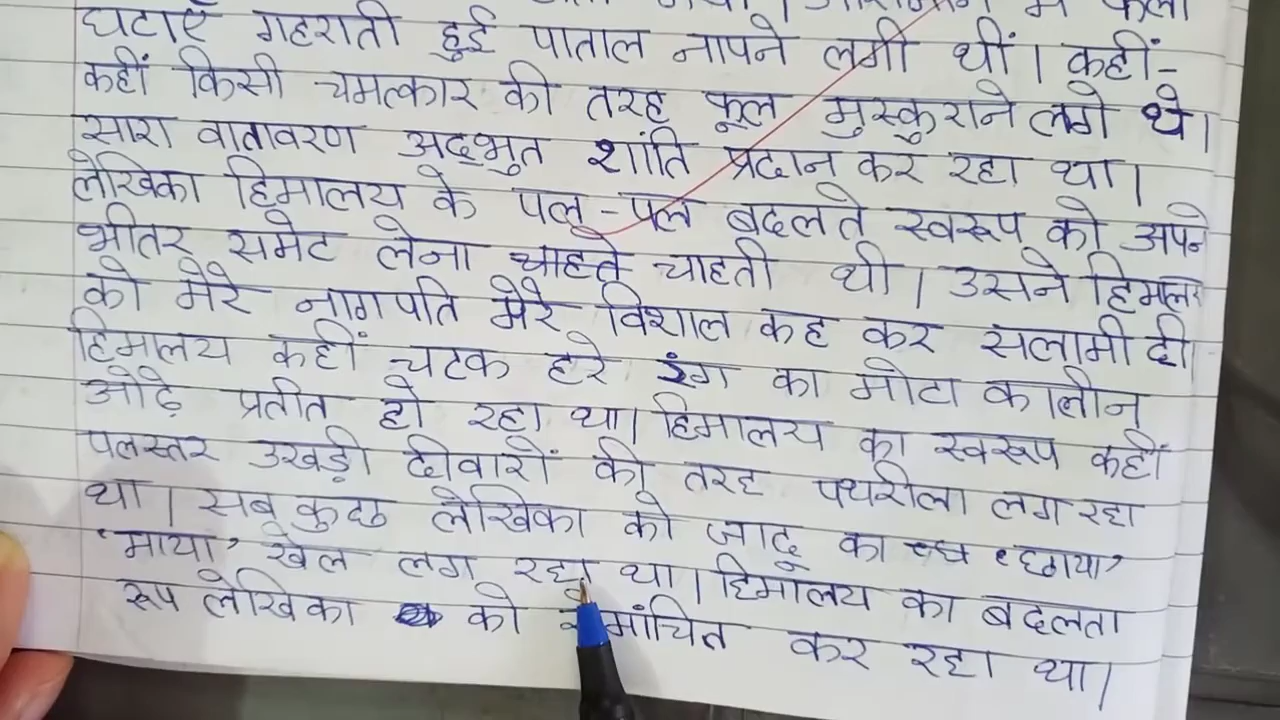 में फैली
घटाएँ गहराती हुई पाताल नापने लगी थीं। कहीं-
कहीं किसी चमत्कार की तरह फूल मुस्कुराने लगे थे।
सारा वातावरण अद्भुत शांति प्रदान कर रहा था।
लेखिका हिमालय के पल-पल बदलते स्वरूप को अपने
भीतर समेट लेना चाहते चाहती थी। उसने हिमालय
को मेरे नागपति मेरे विशाल कह कर सलामी दी
हिमालय कहीं चटक हरे रंग का मोटा कालीन
ओढ़े प्रतीत हो रहा था। हिमालय का स्वरूप कहीं
पलस्तर उखड़ी दीवारों की तरह पथरीला लग रहा
था। सब कुछ लेखिका को जादू का 'छाया'
'माया' खेल लग रहा था। हिमालय का बदलता
रूप लेखिका को रोमांचित कर रहा था।